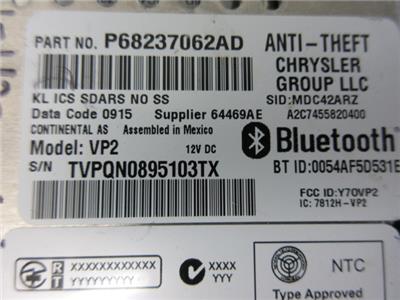 PART NO. P68237062AD
ANTI-THEFT
CHRYSLER
GROUP LLC
KL ICS SDARS NO SS
SID:MDC42ARZ
Data Code 0915 Supplier 64469AE
A2C7455820400
CONTINENTAL AS Assembled in Mexico
Model: VP2 12V DC
Bluetooth
S/N TVPQN0895103TX
BT ID:0054AF5D531E
FCC ID: Y70VP2
IC: 7812H-VP2
R XXXXXXXXXXXXX
T YYYYYYYYYYYY
XXXX
YYY
NTC
Type Approved